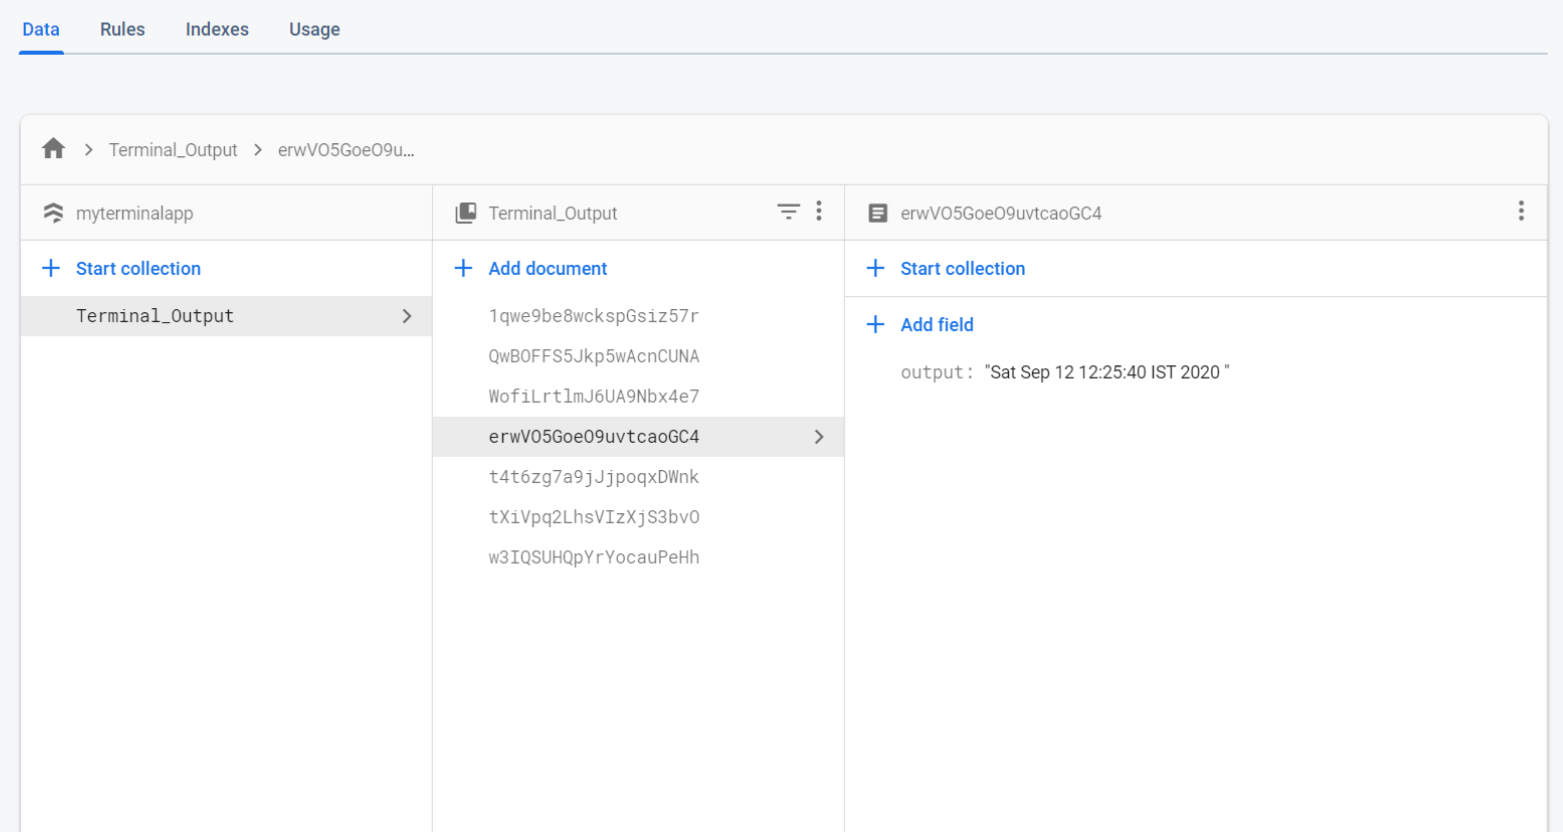 Data Rules Indexes Usage
Terminal_Output erwVO5GoeO9u...
myterminalapp
Start collection
Terminal_Output
Terminal_Output
Add document
1qwe9be8wckspGsiz57r
QwBOFFS5Jkp5wAcnCUNA
WofiLrtlmJ6UA9Nbx4e7
erwVO5GoeO9uvtcaoGC4
t4t6zg7a9jJjpoqxDWnk
tXiVpq2LhsVIzXjS3bvO
w3IQSUHQpYrYocauPeHh
erwVO5GoeO9uvtcaoGC4
Start collection
Add field
output: "Sat Sep 12 12:25:40 IST 2020 "